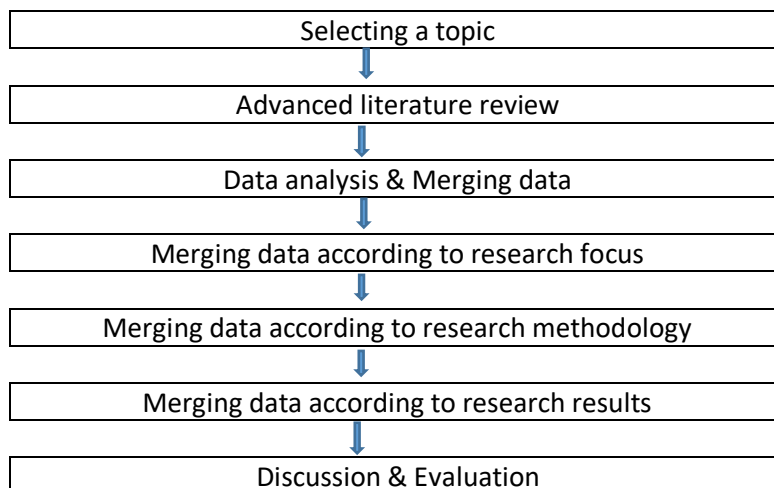 Selecting a topic
Advanced literature review
Data analysis & Merging data
Merging data according to research focus
Merging data according to research methodology
Merging data according to research results
Discussion & Evaluation